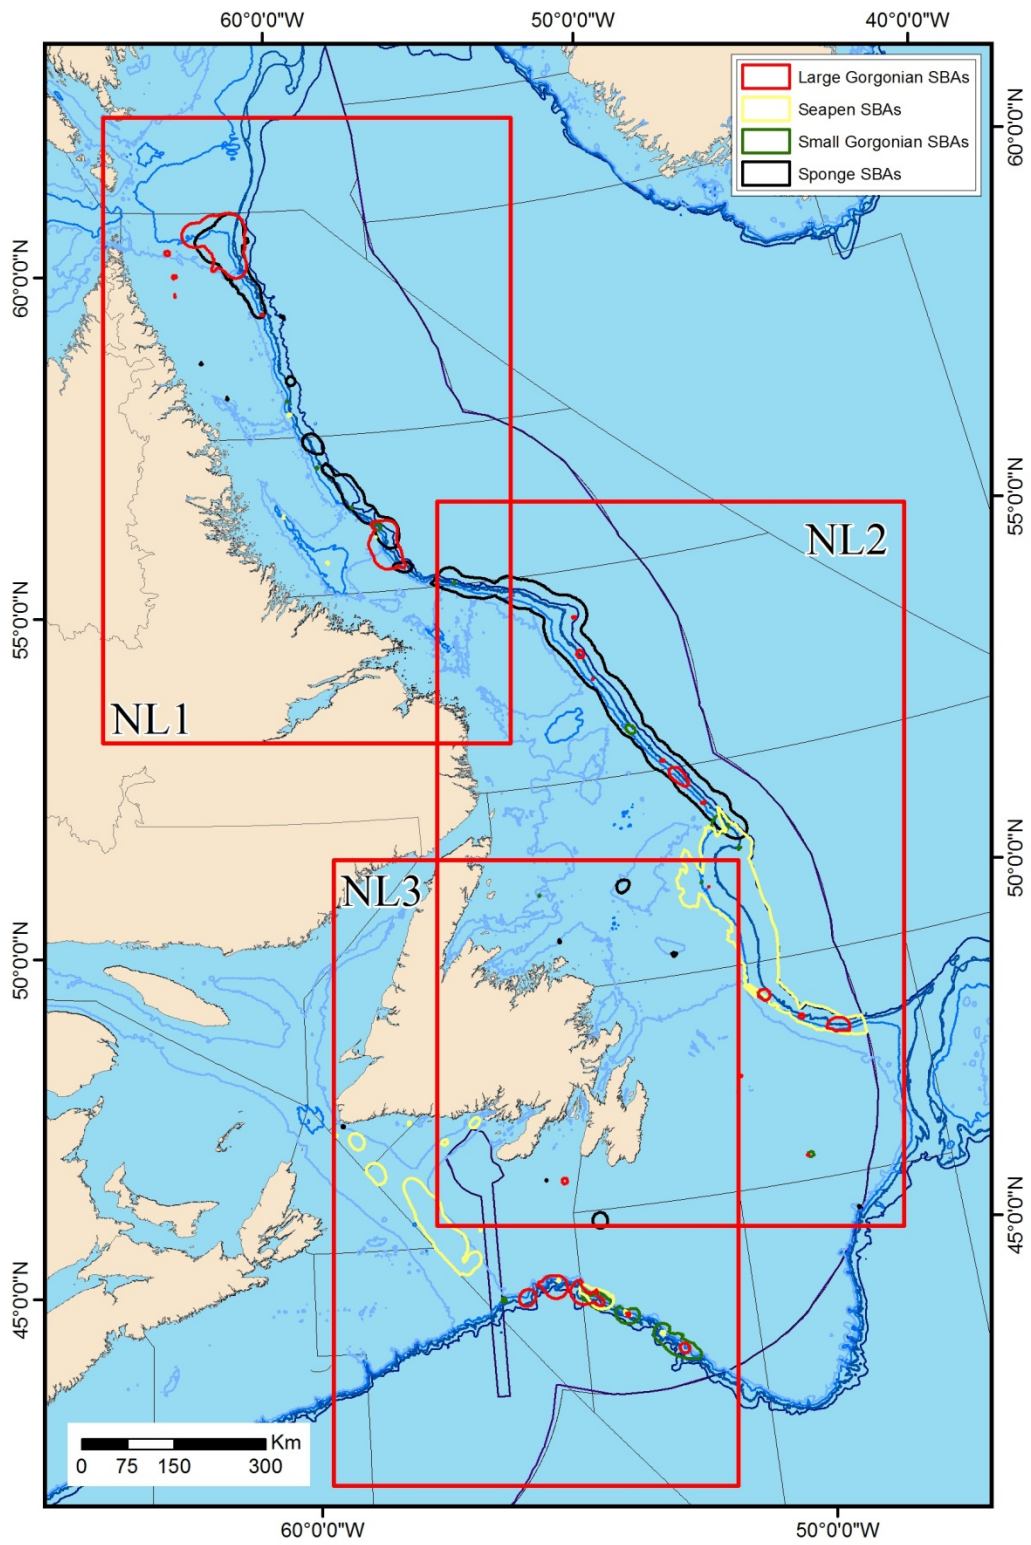 60°0'0"W 50°0'0"W 40°0'0"W
Large Gorgonian SBAs
Seapen SBAs
Small Gorgonian SBAs
Sponge SBAs
60°0'0"N
60°0'0"N
55°0'0"N
NL2
55°0'0"N
NL1
50°0'0"N
NL3
50°0'0"N
45°0'0"N
45°0'0"N
Km
0 75 150 300
60°0'0"W 50°0'0"W